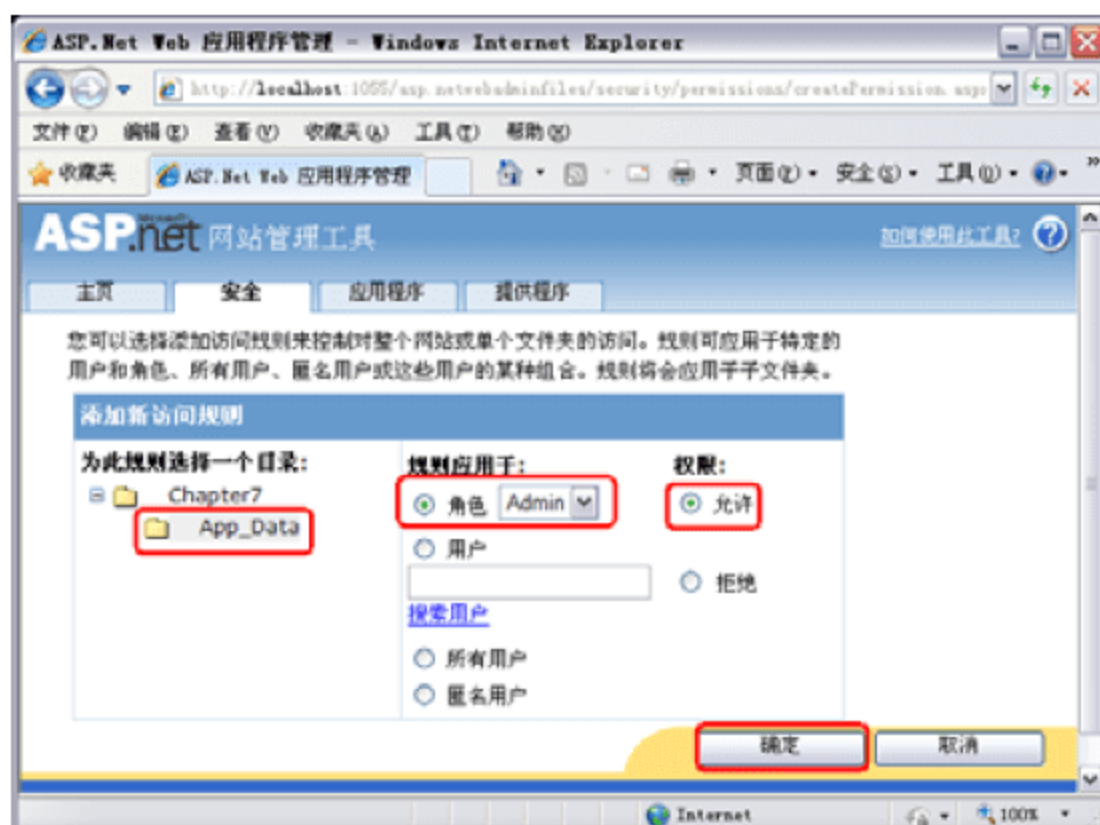 ASP.Net Web 应用程序管理 - Windows Internet Explorer
http://localhost:1055/asp.netwebadminfiles/security/permissions/createPermission.aspx
文件(F) 编辑(E) 查看(V) 收藏夹(A) 工具(T) 帮助(H)
收藏夹 ASP.Net Web 应用程序管理 页面(P) 安全(S) 工具(O) »
Microsoft
ASP.net 网站管理工具 如何使用此工具? ?
主页 安全 应用程序 提供程序
您可以选择添加访问规则来控制对整个网站或单个文件夹的访问。规则可应用于特定的
用户和角色、所有用户、匿名用户或这些用户的某种组合。规则将会应用于子文件夹。
添加新访问规则
为此规则选择一个目录: 规则应用于: 权限:
Chapter7 角色 Admin 允许
App_Data
用户
拒绝
搜索用户
所有用户
匿名用户
确定 取消
Internet 100%